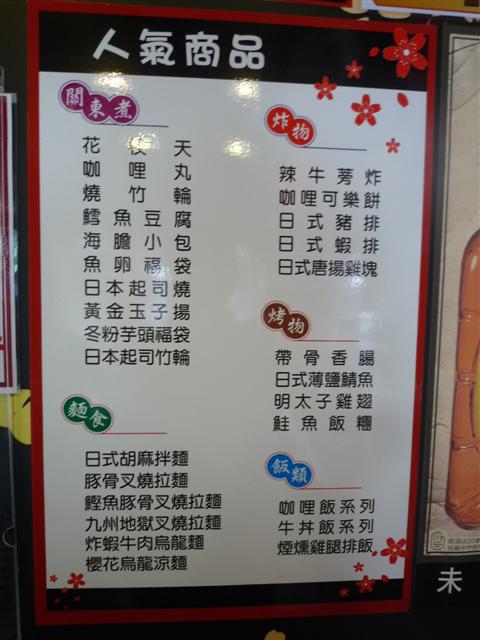 人氣商品
關東煮
花 天
咖哩丸
燒竹輪
鱈魚豆腐
海膽小包
魚卵福袋
日本起司燒
黃金玉子揚
冬粉芋頭福袋
日本起司竹輪
麵食
日式胡麻拌麵
豚骨叉燒拉麵
鰹魚豚骨叉燒拉麵
九州地獄叉燒拉麵
炸蝦牛肉烏龍麵
櫻花烏龍涼麵
炸物
辣牛蒡炸
咖哩可樂餅
日式豬排
日式蝦排
日式唐揚雞塊
烤物
帶骨香腸
日式薄鹽鯖魚
明太子雞翅
鮭魚飯糰
飯類
咖哩飯系列
牛丼飯系列
煙燻雞腿排飯
未